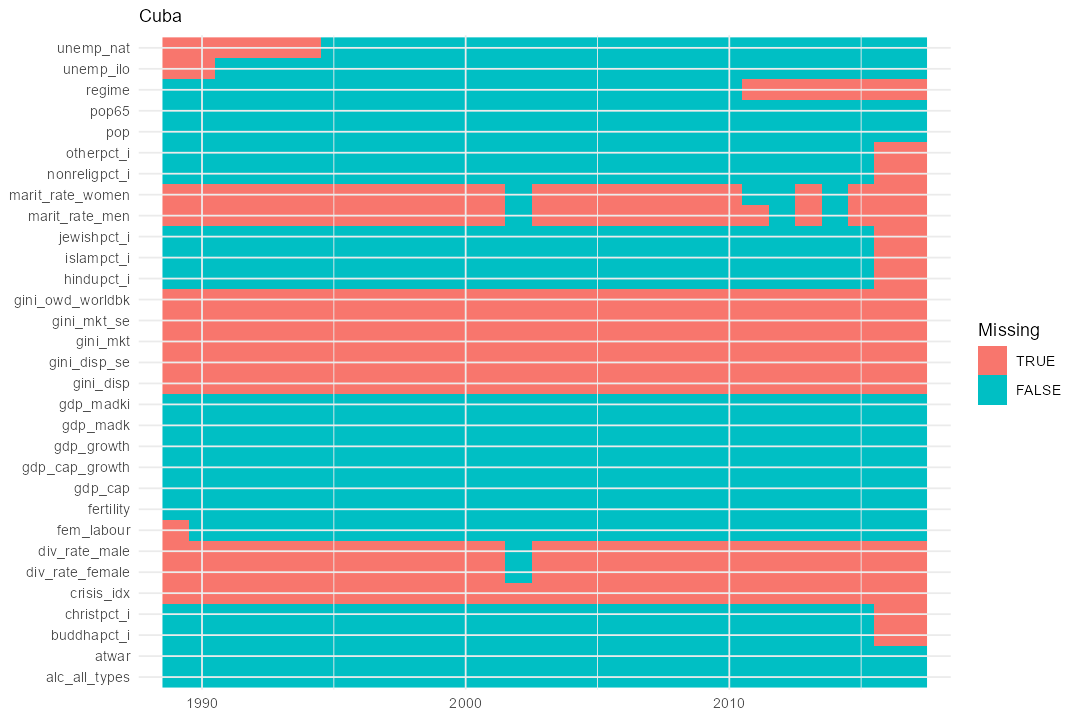 Cuba
unemp_nat
unemp_ilo
regime
pop65
pop
otherpct_i
nonreligpct_i
marit_rate_women
marit_rate_men
jewishpct_i
islampct_i
hindupct_i
gini_owd_worldbk
gini_mkt_se
gini_mkt
gini_disp_se
gini_disp
gdp_madki
gdp_madk
gdp_growth
gdp_cap_growth
gdp_cap
fertility
fem_labour
div_rate_male
div_rate_female
crisis_idx
christpct_i
buddhapct_i
atwar
alc_all_types
1990
2000
2010
Missing
TRUE
FALSE